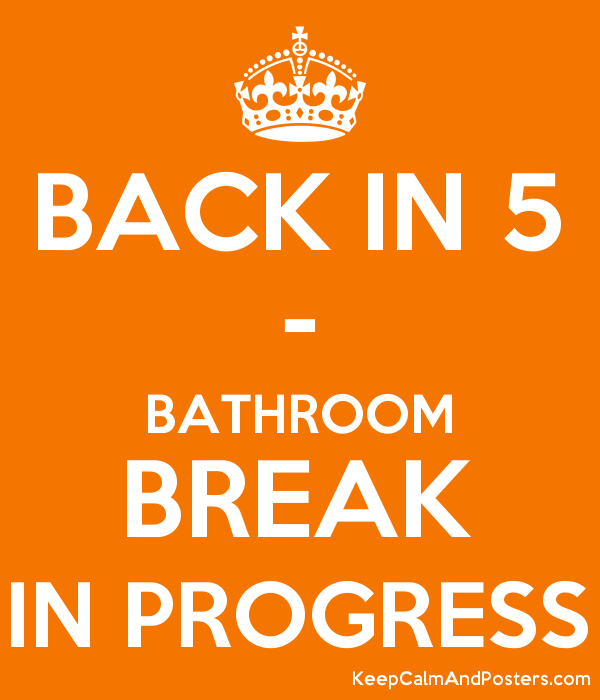 BACK IN 5
-
BATHROOM
BREAK
IN PROGRESS
KeepCalmAndPosters.com